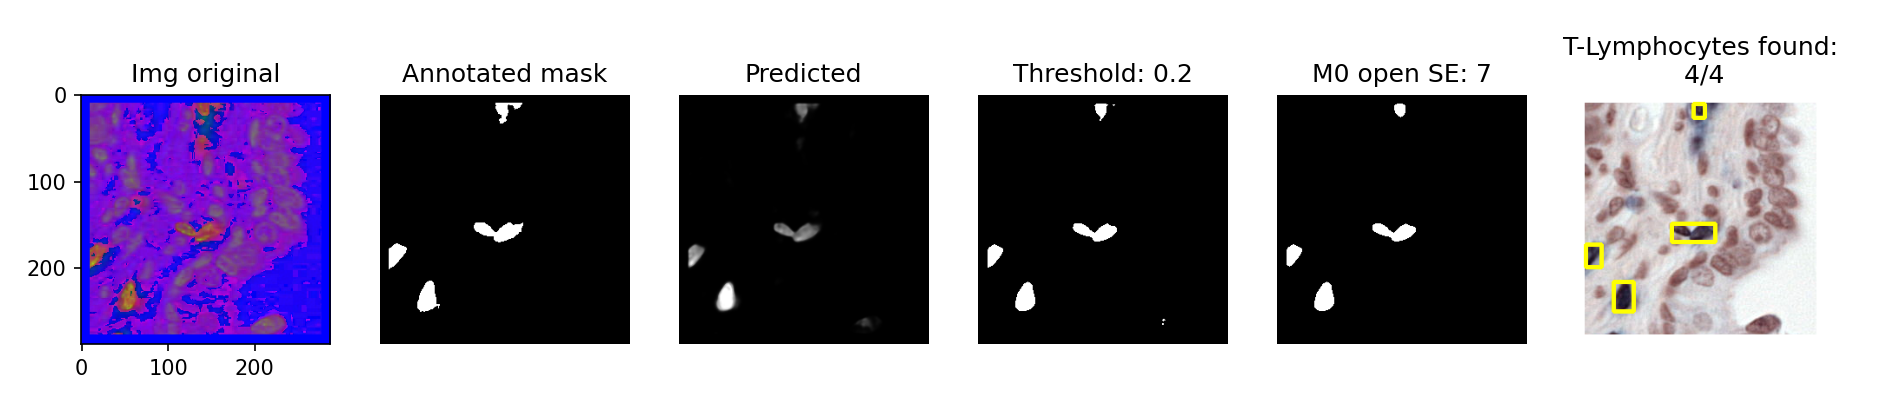 Img original
Annotated mask
Predicted
Threshold: 0.2
M0 open SE: 7
T-Lymphocytes found:
4/4
0
100
200
0
100
200